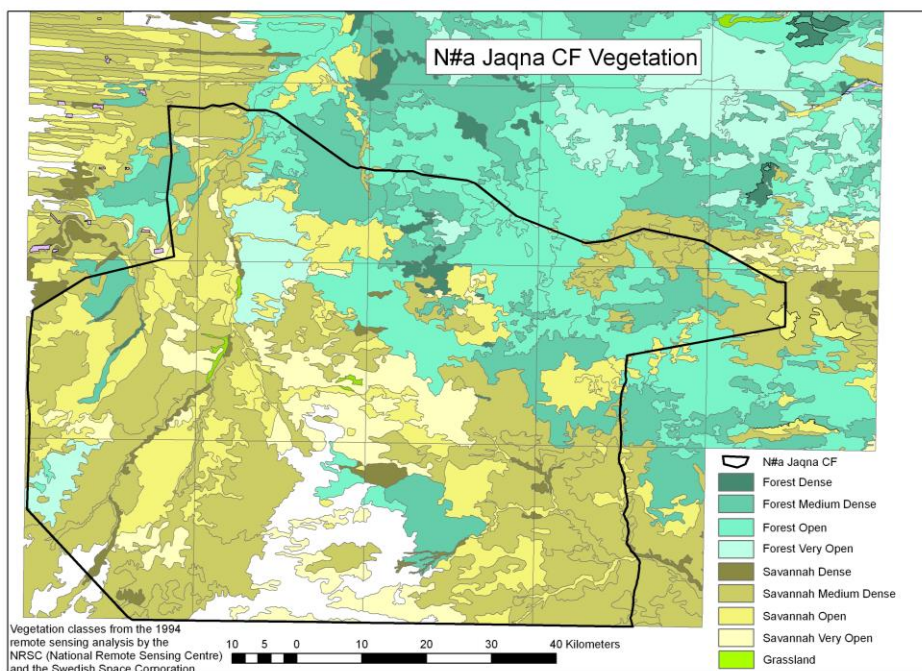 N#a Jaqna CF Vegetation
N#a Jaqna CF
Forest Dense
Forest Medium Dense
Forest Open
Forest Very Open
Savannah Dense
Savannah Medium Dense
Savannah Open
Savannah Very Open
Grassland
Vegetation classes from the 1994
remote sensing analysis by the
NRSC (National Remote Sensing Centre)
and the Swedish Space Corporation
10 5 0 10 20 30 40 Kilometers